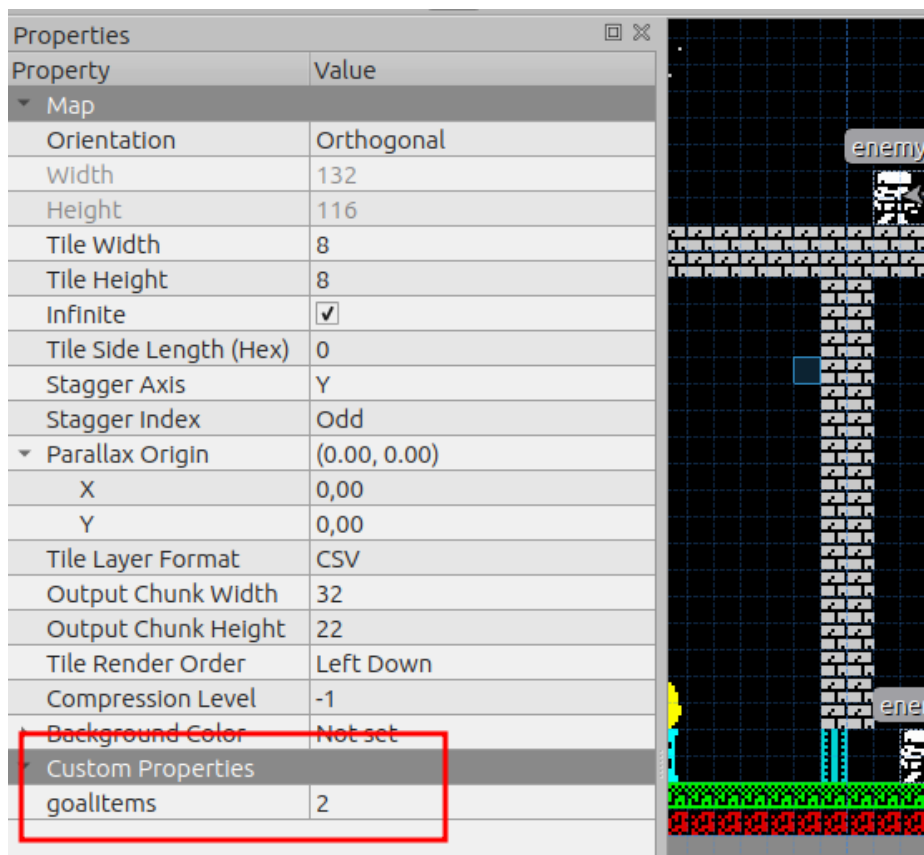 Properties
Property Value
Map
Orientation Orthogonal
Width 132
Height 116
Tile Width 8
Tile Height 8
Infinite
Tile Side Length (Hex) 0
Stagger Axis Y
Stagger Index Odd
Parallax Origin (0.00, 0.00)
X 0,00
Y 0,00
Tile Layer Format CSV
Output Chunk Width 32
Output Chunk Height 22
Tile Render Order Left Down
Compression Level -1
Background Color Not set
Custom Properties
goalItems 2
enemy
ene